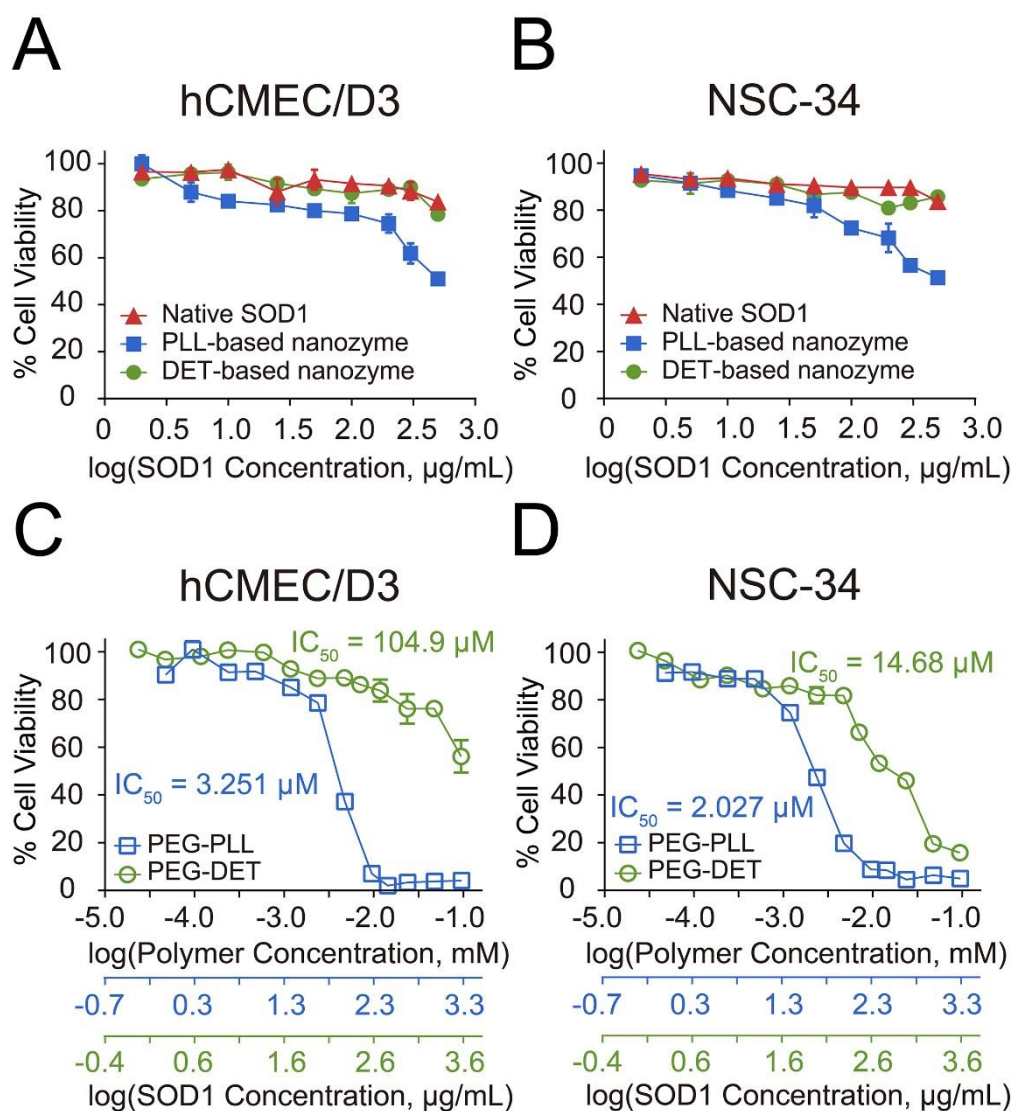 A
hCMEC/D3
% Cell Viability
100
80
60
40
20
0
Native SOD1
PLL-based nanozyme
DET-based nanozyme
0 0.5 1.0 1.5 2.0 2.5 3.0
log(SOD1 Concentration, µg/mL)
B
NSC-34
% Cell Viability
100
80
60
40
20
0
Native SOD1
PLL-based nanozyme
DET-based nanozyme
0 0.5 1.0 1.5 2.0 2.5 3.0
log(SOD1 Concentration, µg/mL)
C
hCMEC/D3
% Cell Viability
100
80
60
40
20
0
IC50 = 104.9 µM
IC50 = 3.251 µM
PEG-PLL
PEG-DET
-5.0 -4.0 -3.0 -2.0 -1.0
log(Polymer Concentration, mM)
-0.7 0.3 1.3 2.3 3.3
-0.4 0.6 1.6 2.6 3.6
log(SOD1 Concentration, µg/mL)
D
NSC-34
% Cell Viability
100
80
60
40
20
0
IC50 = 14.68 µM
IC50 = 2.027 µM
PEG-PLL
PEG-DET
-5.0 -4.0 -3.0 -2.0 -1.0
log(Polymer Concentration, mM)
-0.7 0.3 1.3 2.3 3.3
-0.4 0.6 1.6 2.6 3.6
log(SOD1 Concentration, µg/mL)